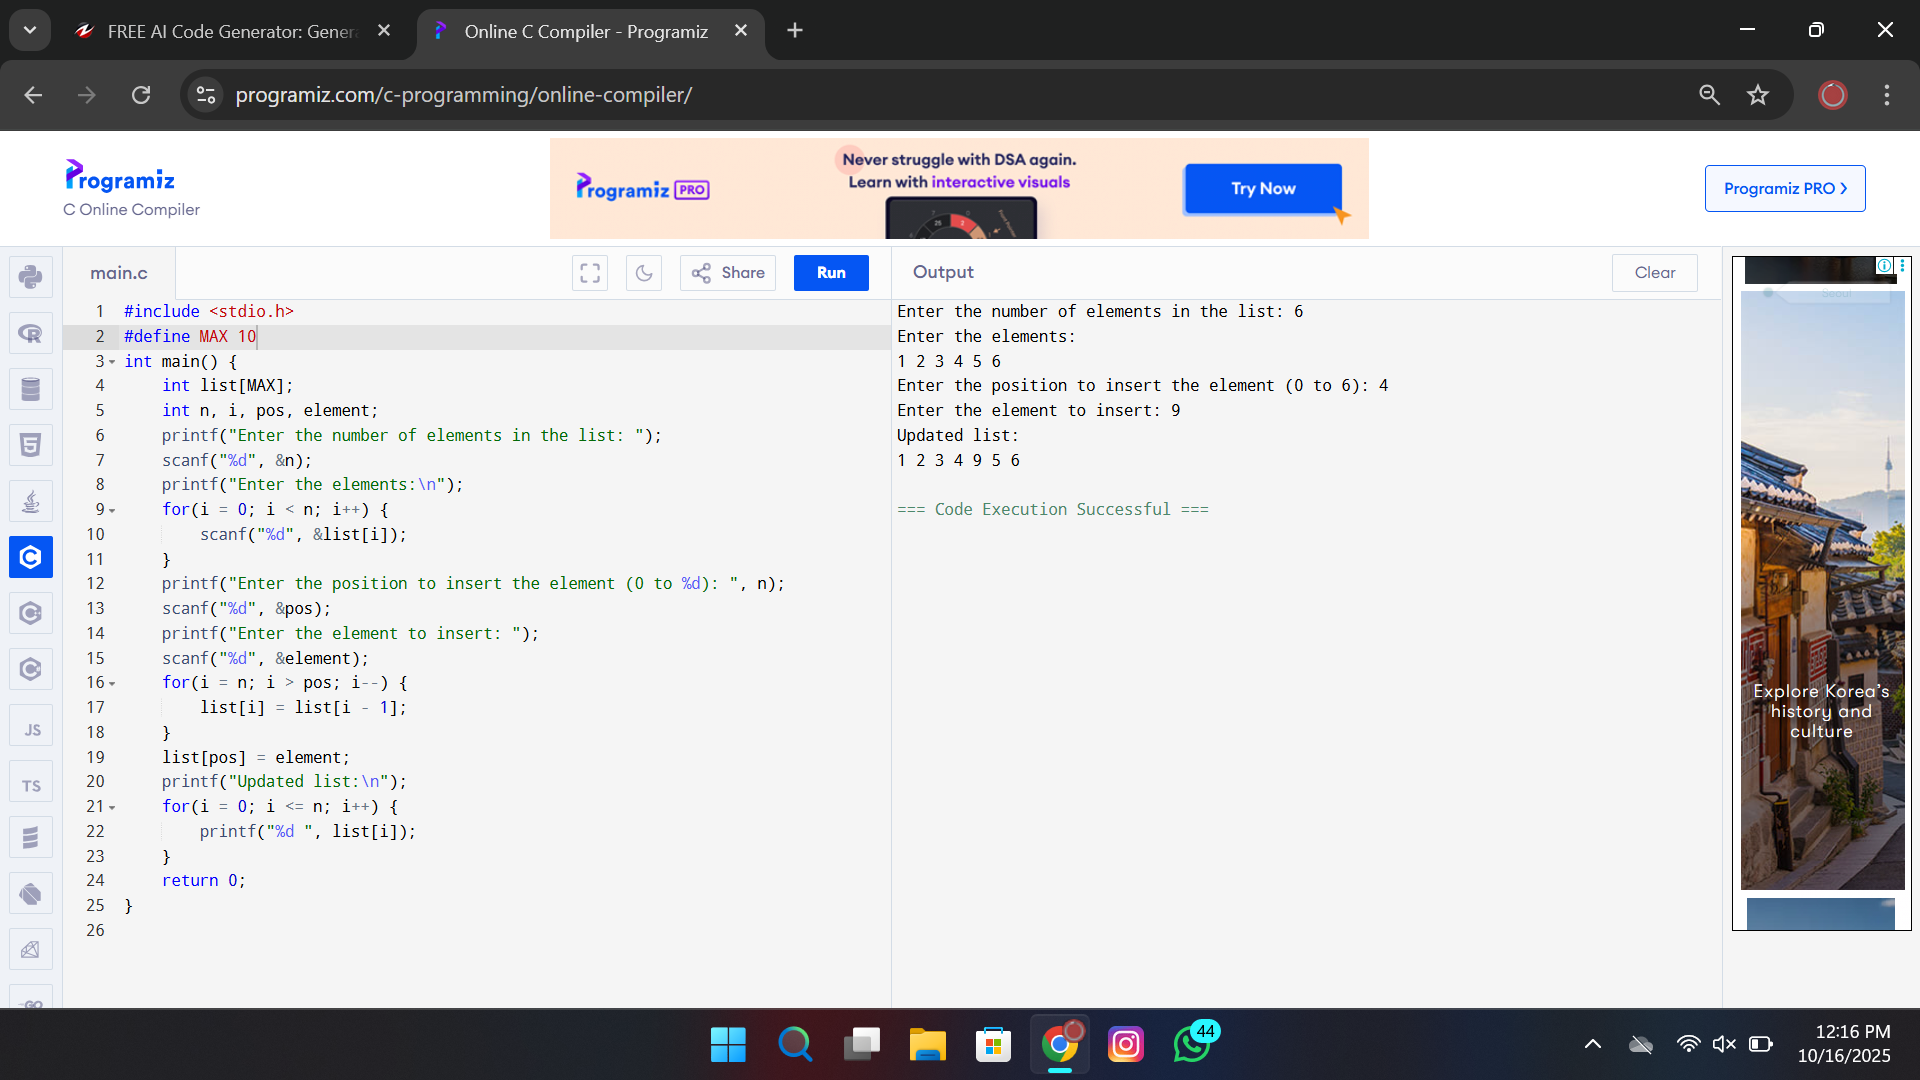 FREE AI Code Generator: Genera
Online C Compiler - Programiz
programiz.com/c-programming/online-compiler/
Programiz
C Online Compiler
Programiz PRO
Never struggle with DSA again.
Learn with interactive visuals
Try Now
Programiz PRO
main.c
Share
Run
Output
Clear
1 #include <stdio.h>
2 #define MAX 10
3 int main() {
4 int list[MAX];
5 int n, i, pos, element;
6 printf("Enter the number of elements in the list: ");
7 scanf("%d", &n);
8 printf("Enter the elements:\n");
9 for(i = 0; i < n; i++) {
10 scanf("%d", &list[i]);
11 }
12 printf("Enter the position to insert the element (0 to %d): ", n);
13 scanf("%d", &pos);
14 printf("Enter the element to insert: ");
15 scanf("%d", &element);
16 for(i = n; i > pos; i--) {
17 list[i] = list[i - 1];
18 }
19 list[pos] = element;
20 printf("Updated list:\n");
21 for(i = 0; i <= n; i++) {
22 printf("%d ", list[i]);
23 }
24 return 0;
25 }
26
Enter the number of elements in the list: 6
Enter the elements:
1 2 3 4 5 6
Enter the position to insert the element (0 to 6): 4
Enter the element to insert: 9
Updated list:
1 2 3 4 9 5 6
=== Code Execution Successful ===
JS
TS
GO
Seoul
Explore Korea's
history and
culture
44
12:16 PM
10/16/2025